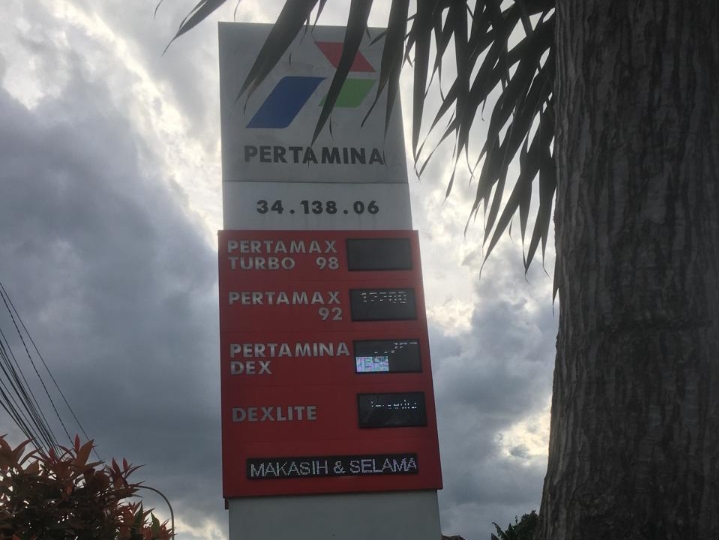 PERTAMINA
34.138.06
PERTAMAX
TURBO 98
PERTAMAX
92
PERTAMINA
DEX
DEXLITE
MAKASIH & SELAMA